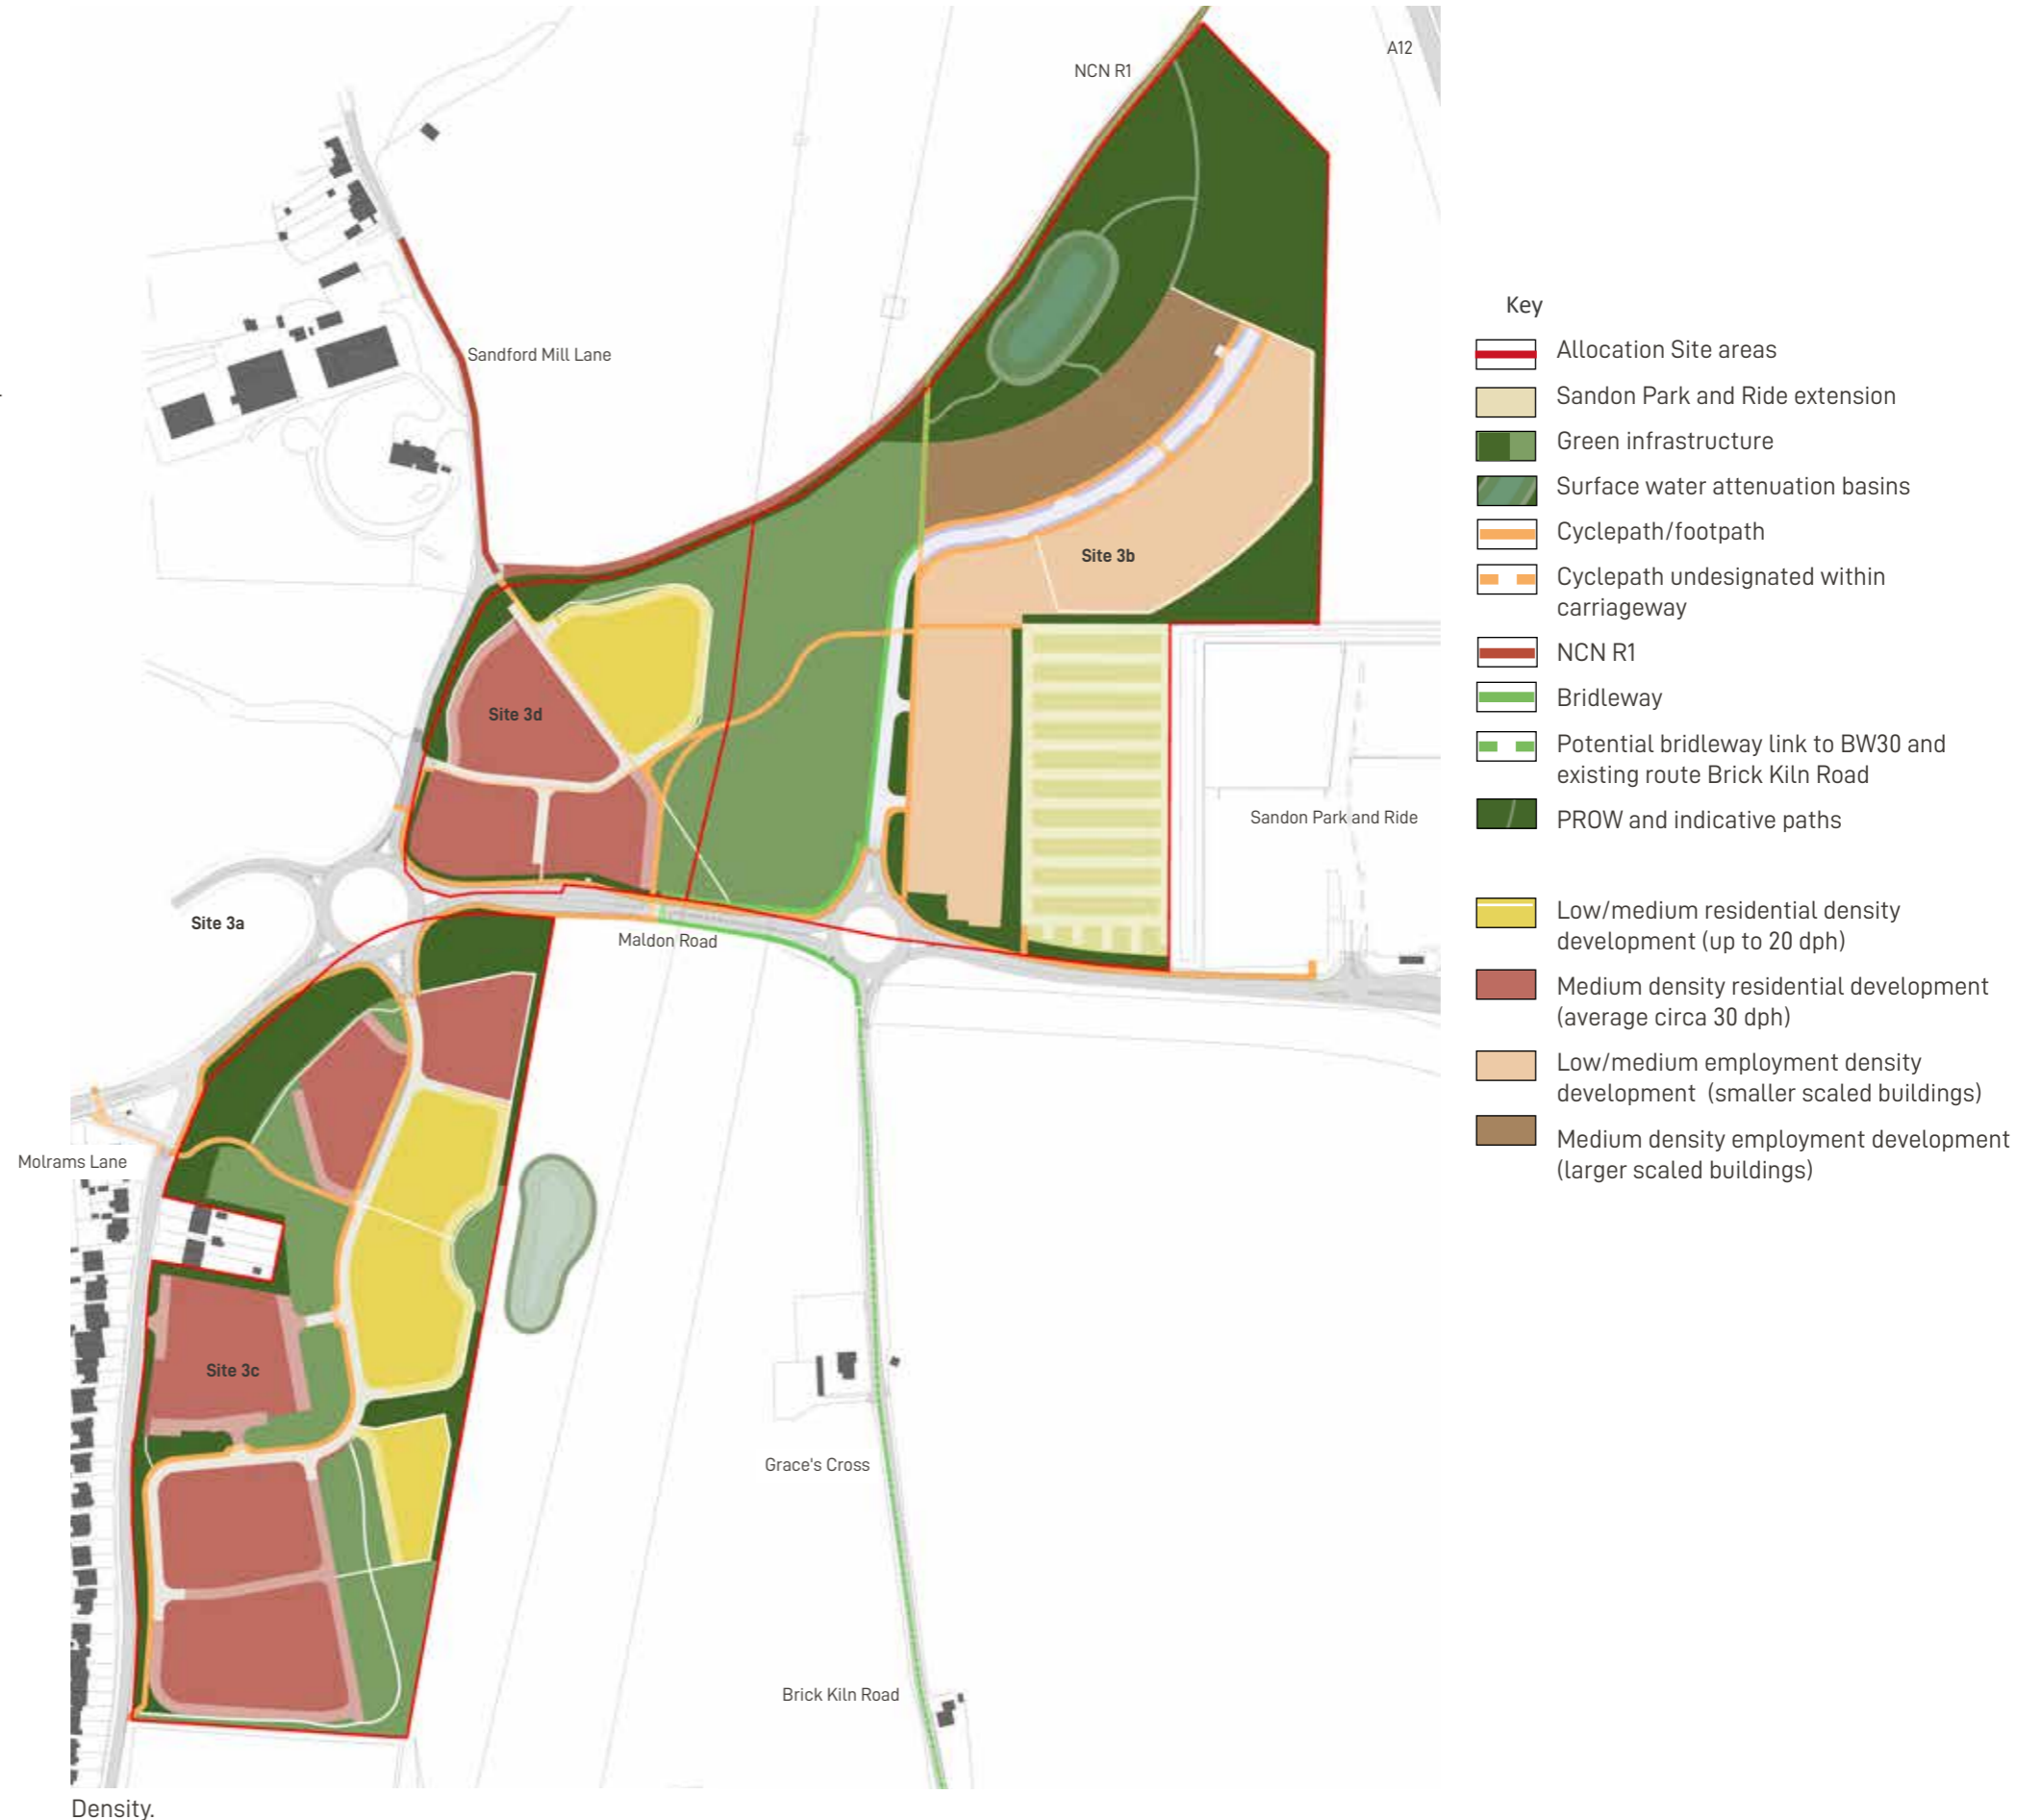 A12
NCN R1
Sandford Mill Lane
Site 3b
Site 3d
Sandon Park and Ride
Site 3a
Maldon Road
Molrams Lane
Site 3c
Grace's Cross
Brick Kiln Road
Key
Allocation Site areas
Sandon Park and Ride extension
Green infrastructure
Surface water attenuation basins
Cyclepath/footpath
Cyclepath undesignated within
carriageway
NCN R1
Bridleway
Potential bridleway link to BW30 and
existing route Brick Kiln Road
PROW and indicative paths
Low/medium residential density
development (up to 20 dph)
Medium density residential development
(average circa 30 dph)
Low/medium employment density
development (smaller scaled buildings)
Medium density employment development
(larger scaled buildings)
Density.